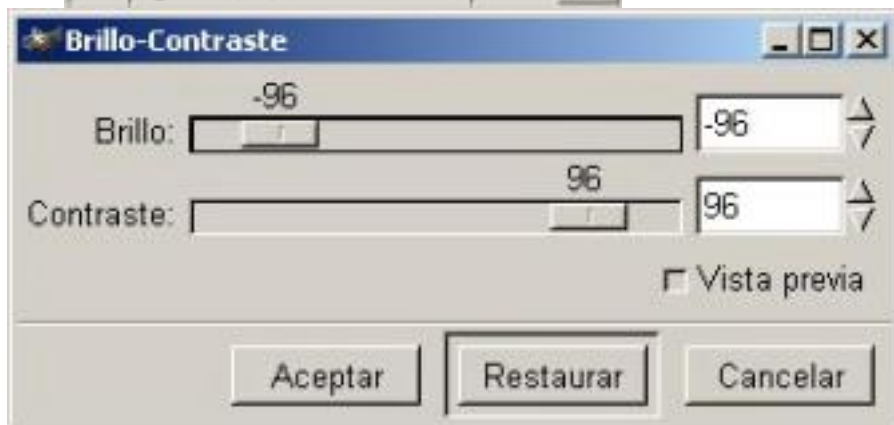 Brillo-Contraste
-96
Brillo: -96
96
Contraste: 96
Vista previa
Aceptar Restaurar Cancelar